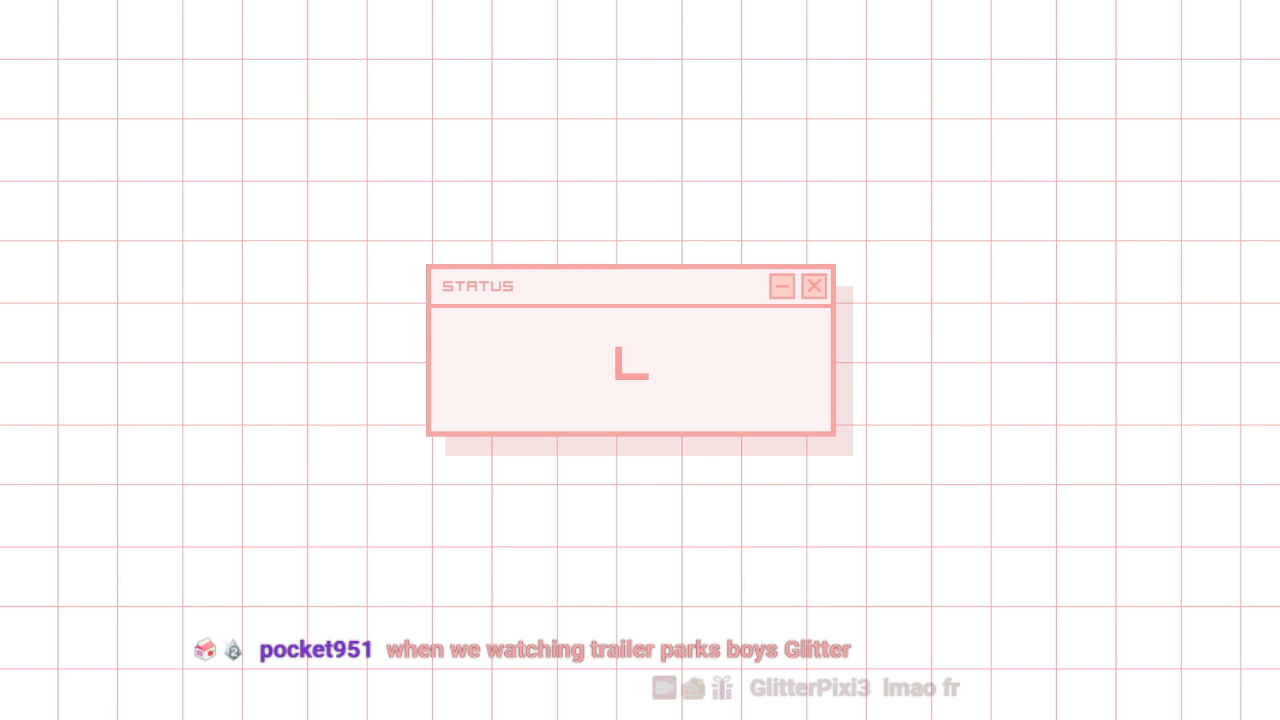 STATUS
L
pocket951 when we watching trailer parks boys Glitter
GlitterPixi3 lmao fr